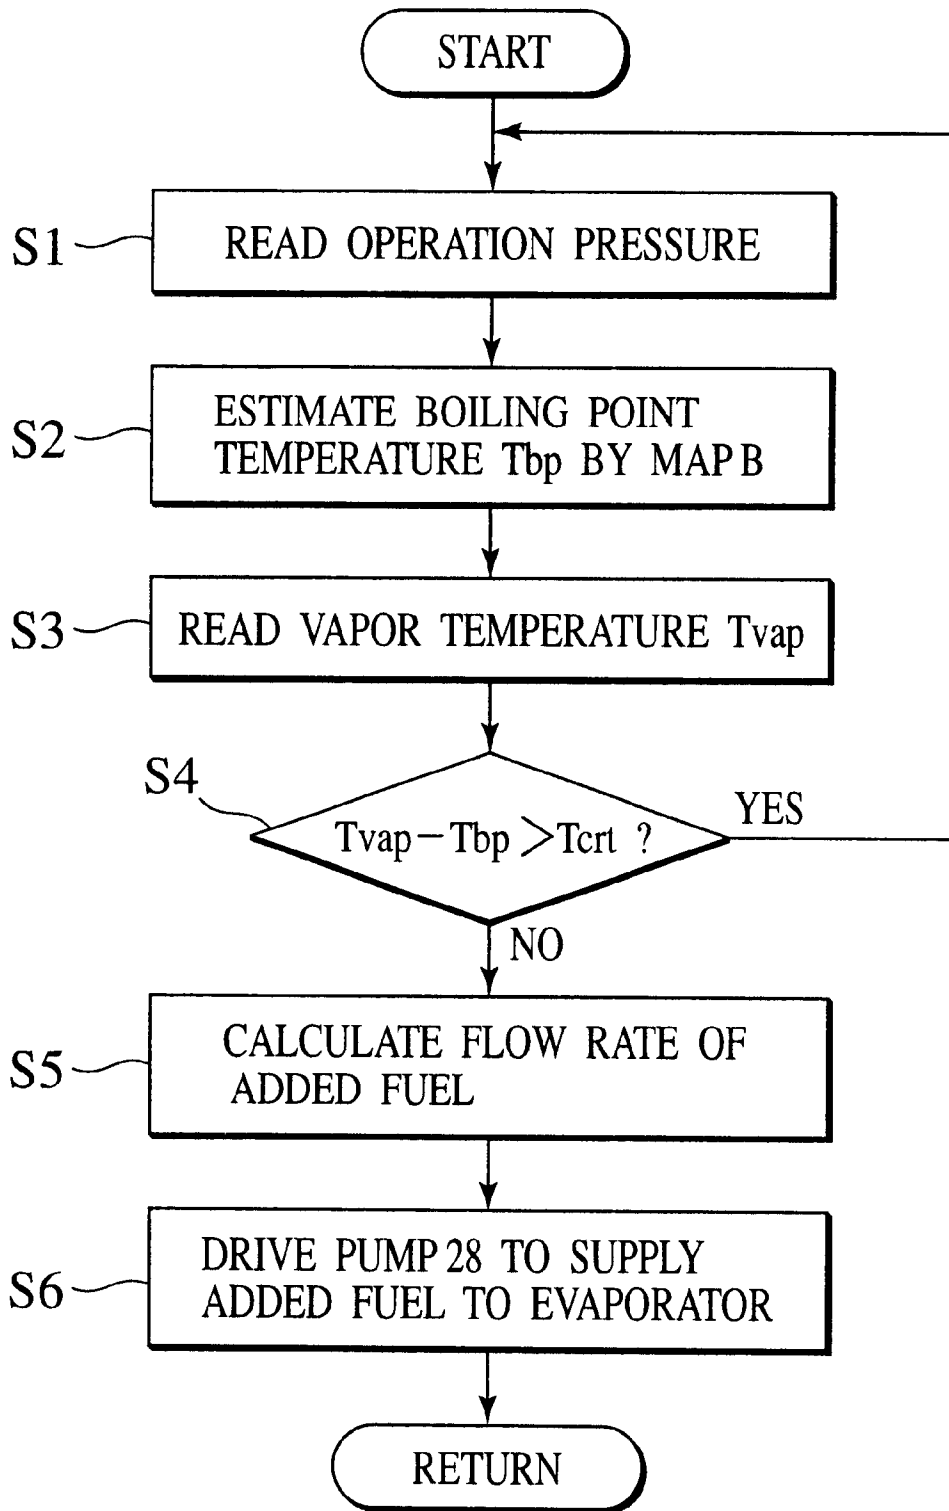 START
S1
READ OPERATION PRESSURE
S2
ESTIMATE BOILING POINT
TEMPERATURE Tbp BY MAP B
S3
READ VAPOR TEMPERATURE Tvap
S4
Tvap - Tbp > Tcrt ?
YES
NO
S5
CALCULATE FLOW RATE OF
ADDED FUEL
S6
DRIVE PUMP 28 TO SUPPLY
ADDED FUEL TO EVAPORATOR
RETURN